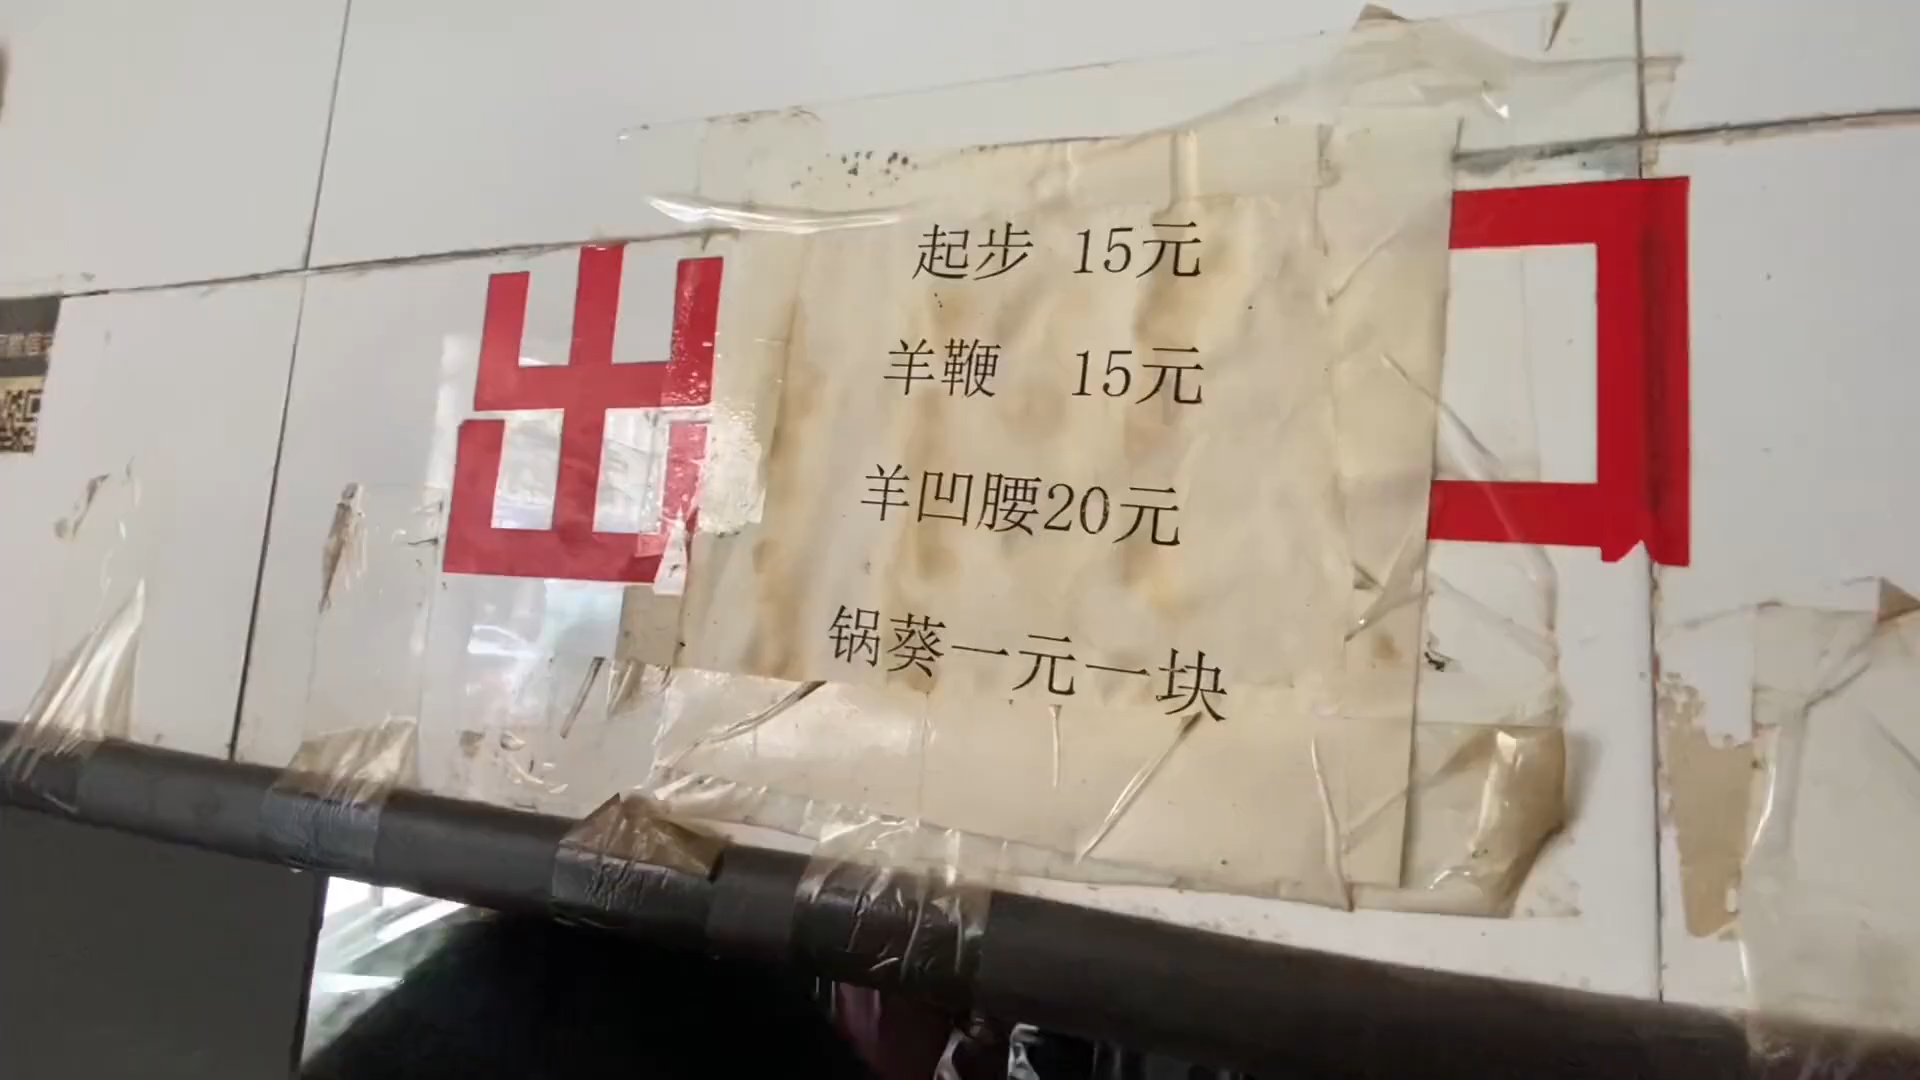 出口
起步 15元
羊鞭 15元
羊凹腰20元
锅葵一元一块